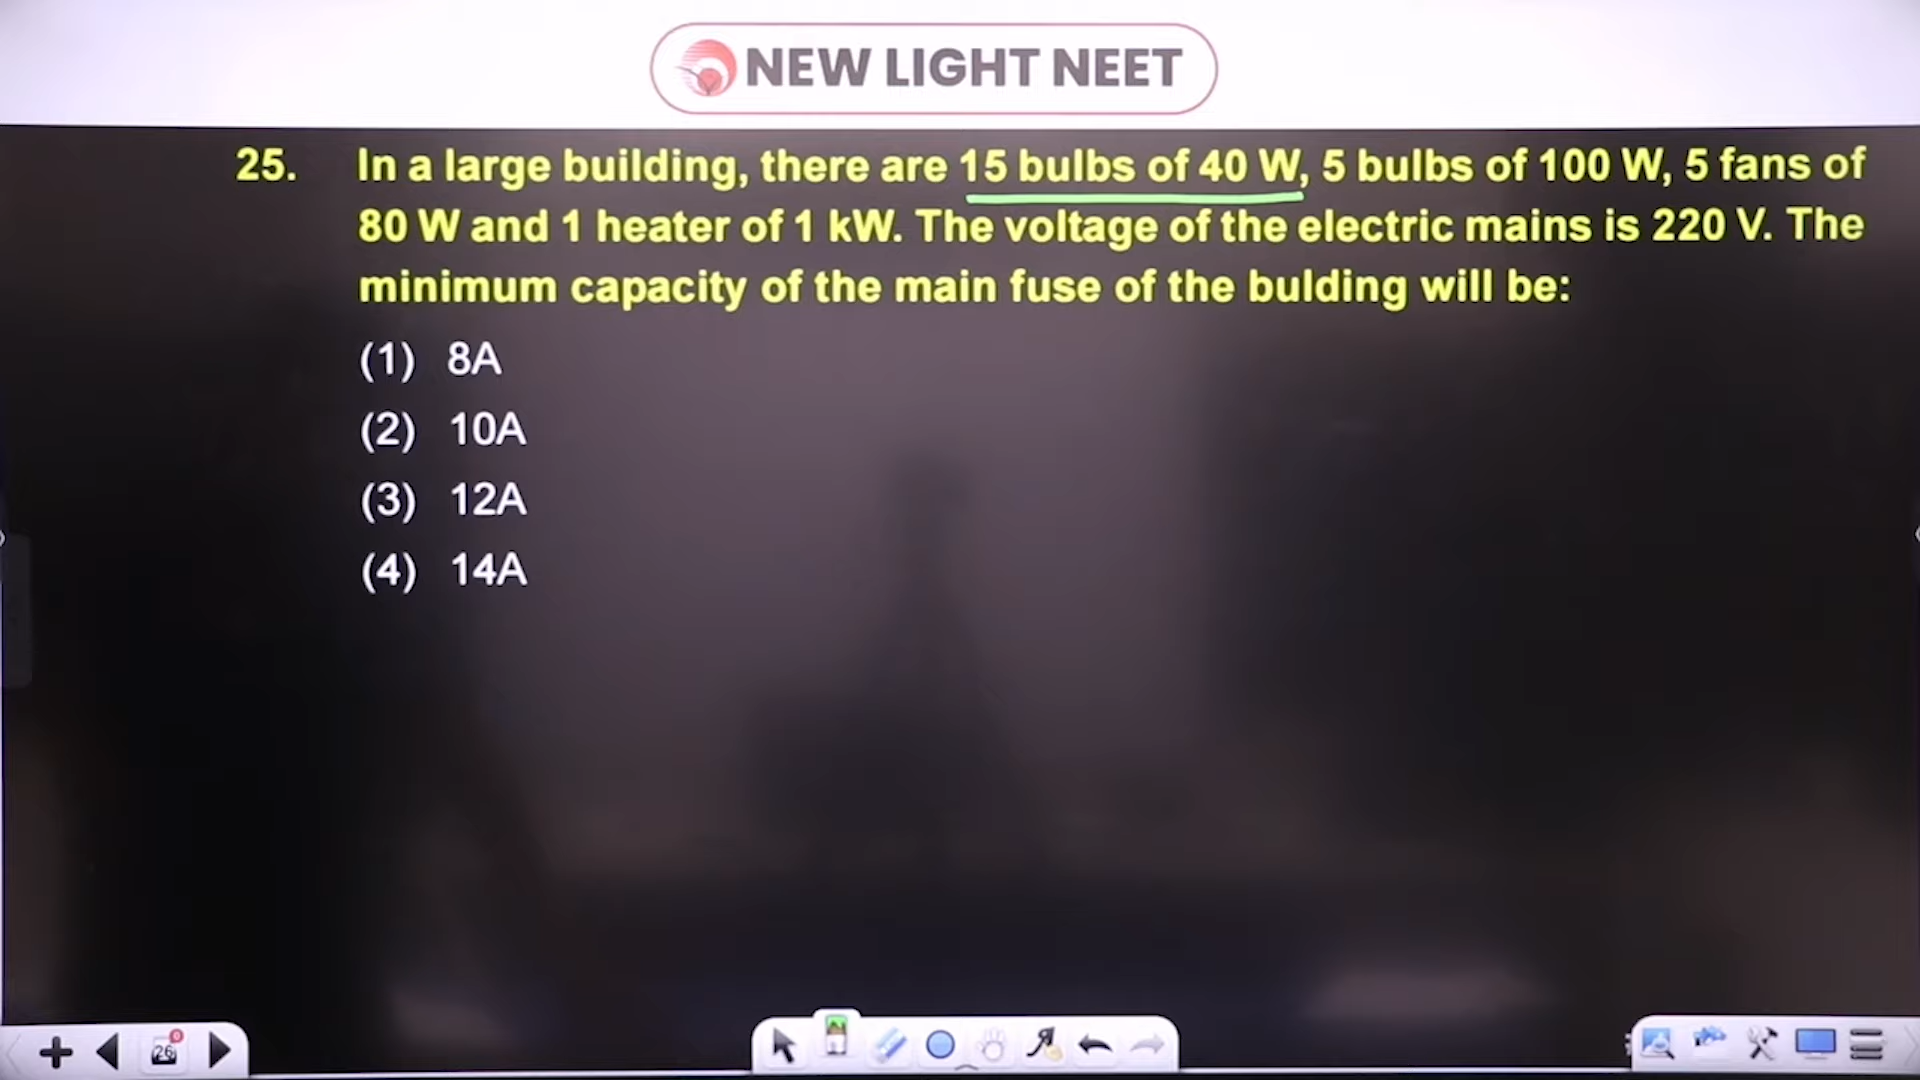 NEW LIGHT NEET
25. In a large building, there are 15 bulbs of 40 W, 5 bulbs of 100 W, 5 fans of
80 W and 1 heater of 1 kW. The voltage of the electric mains is 220 V. The
minimum capacity of the main fuse of the bulding will be:
(1) 8A
(2) 10A
(3) 12A
(4) 14A
26
0